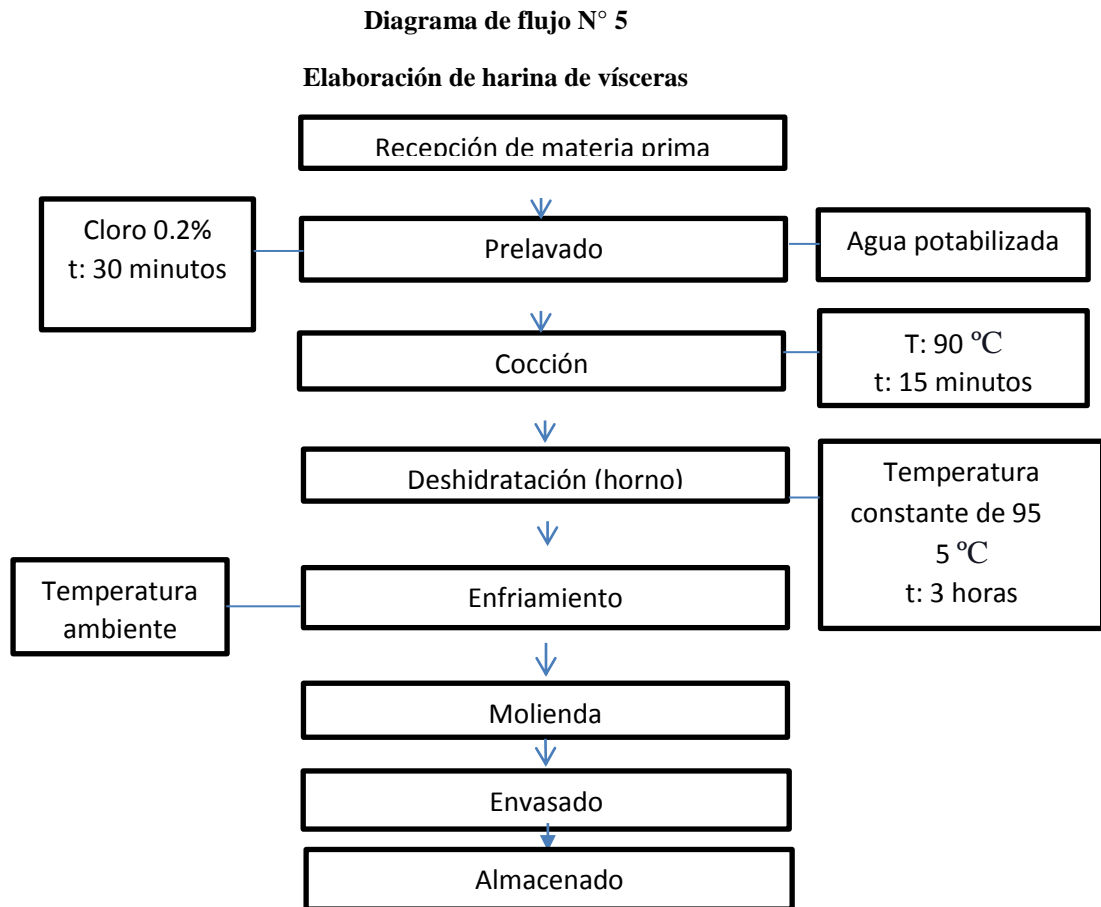 Diagrama de flujo N° 5
Elaboración de harina de vísceras
Recepción de materia prima
Cloro 0.2%
t: 30 minutos
Prelavado
Agua potabilizada
Cocción
T: 90 ºC
t: 15 minutos
Deshidratación (horno)
Temperatura
constante de 95
5 ºC
t: 3 horas
Temperatura
ambiente
Enfriamiento
Molienda
Envasado
Almacenado